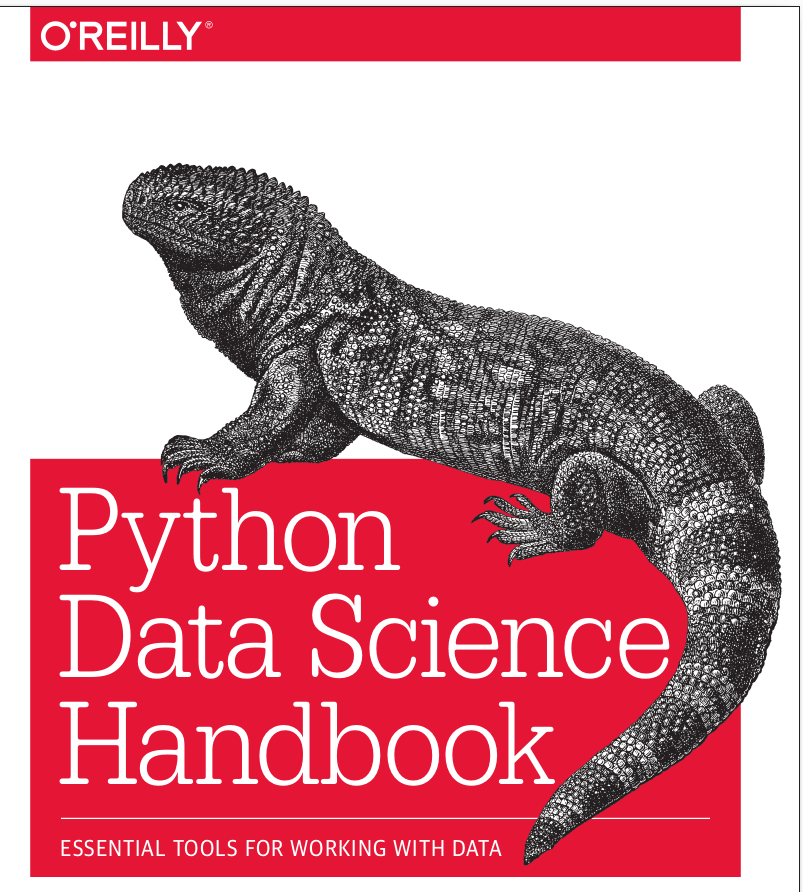 O'REILLY®
Python
Data Science
Handbook
ESSENTIAL TOOLS FOR WORKING WITH DATA